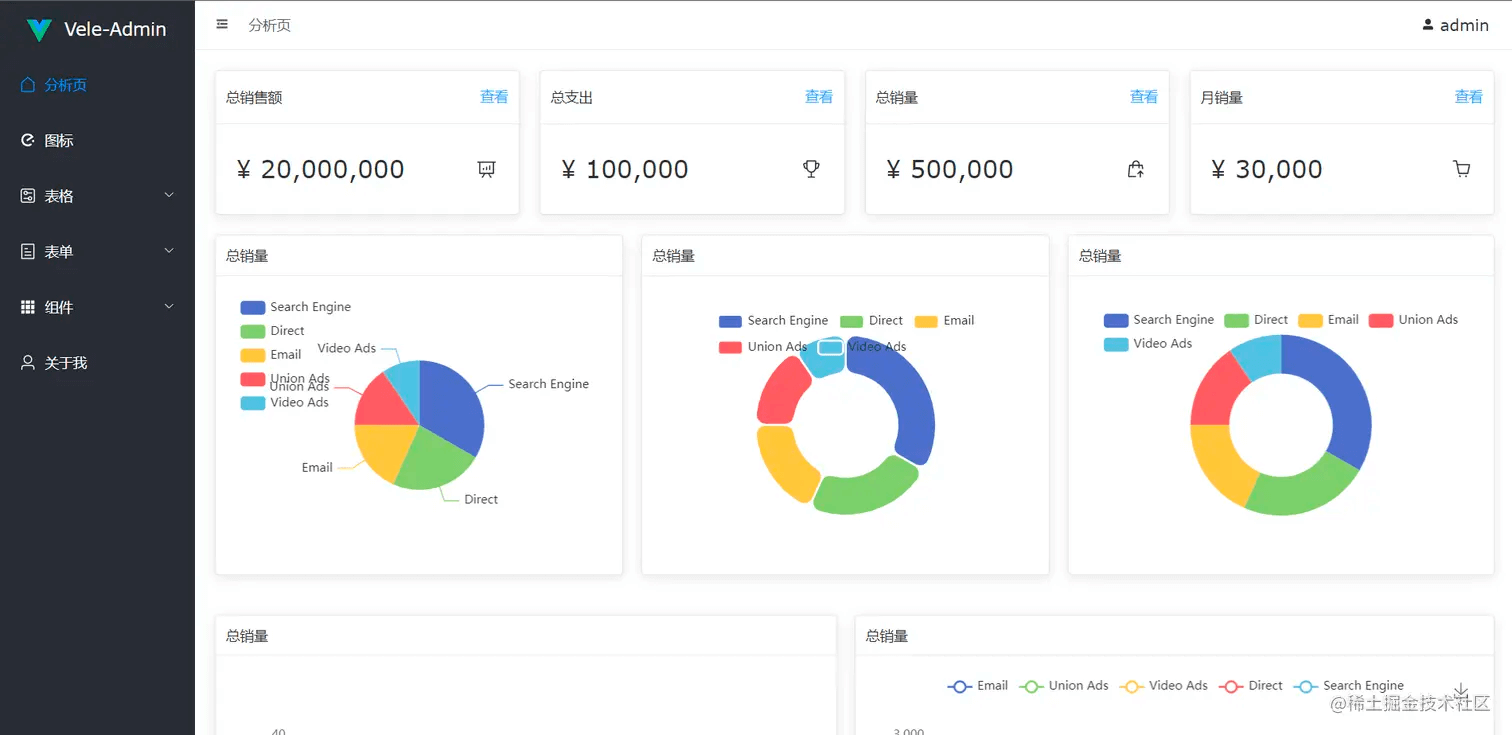 Vele-Admin
分析页
图标
表格
表单
组件
关于我
分析页
admin
总销售额 查看
¥ 20,000,000
总支出 查看
¥ 100,000
总销量 查看
¥ 500,000
月销量 查看
¥ 30,000
总销量
Search Engine
Direct
Email
Union Ads
Video Ads
Video Ads
Union Ads
Search Engine
Email
Direct
总销量
Search Engine Direct Email
Union Ads Video Ads
总销量
Search Engine Direct Email Union Ads
Video Ads
总销量
40
总销量
Email Union Ads Video Ads Direct Search Engine
3,000
@稀土掘金技术社区